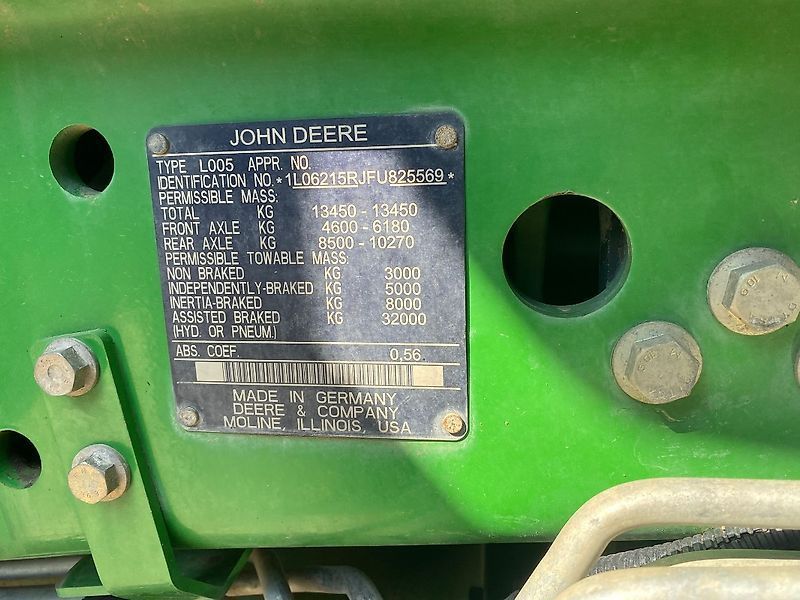 JOHN DEERE
TYPE L005 APPR. NO.
IDENTIFICATION NO. *1L06215RJFU825569*
PERMISSIBLE MASS:
TOTAL KG 13450 - 13450
FRONT AXLE KG 4600 - 6180
REAR AXLE KG 8500 - 10270
PERMISSIBLE TOWABLE MASS:
NON BRAKED KG 3000
INDEPENDENTLY-BRAKED KG 5000
INERTIA-BRAKED KG 8000
ASSISTED BRAKED KG 32000
(HYD. OR PNEUM.)
ABS. COEF. 0,56
MADE IN GERMANY
DEERE & COMPANY
MOLINE, ILLINOIS, USA